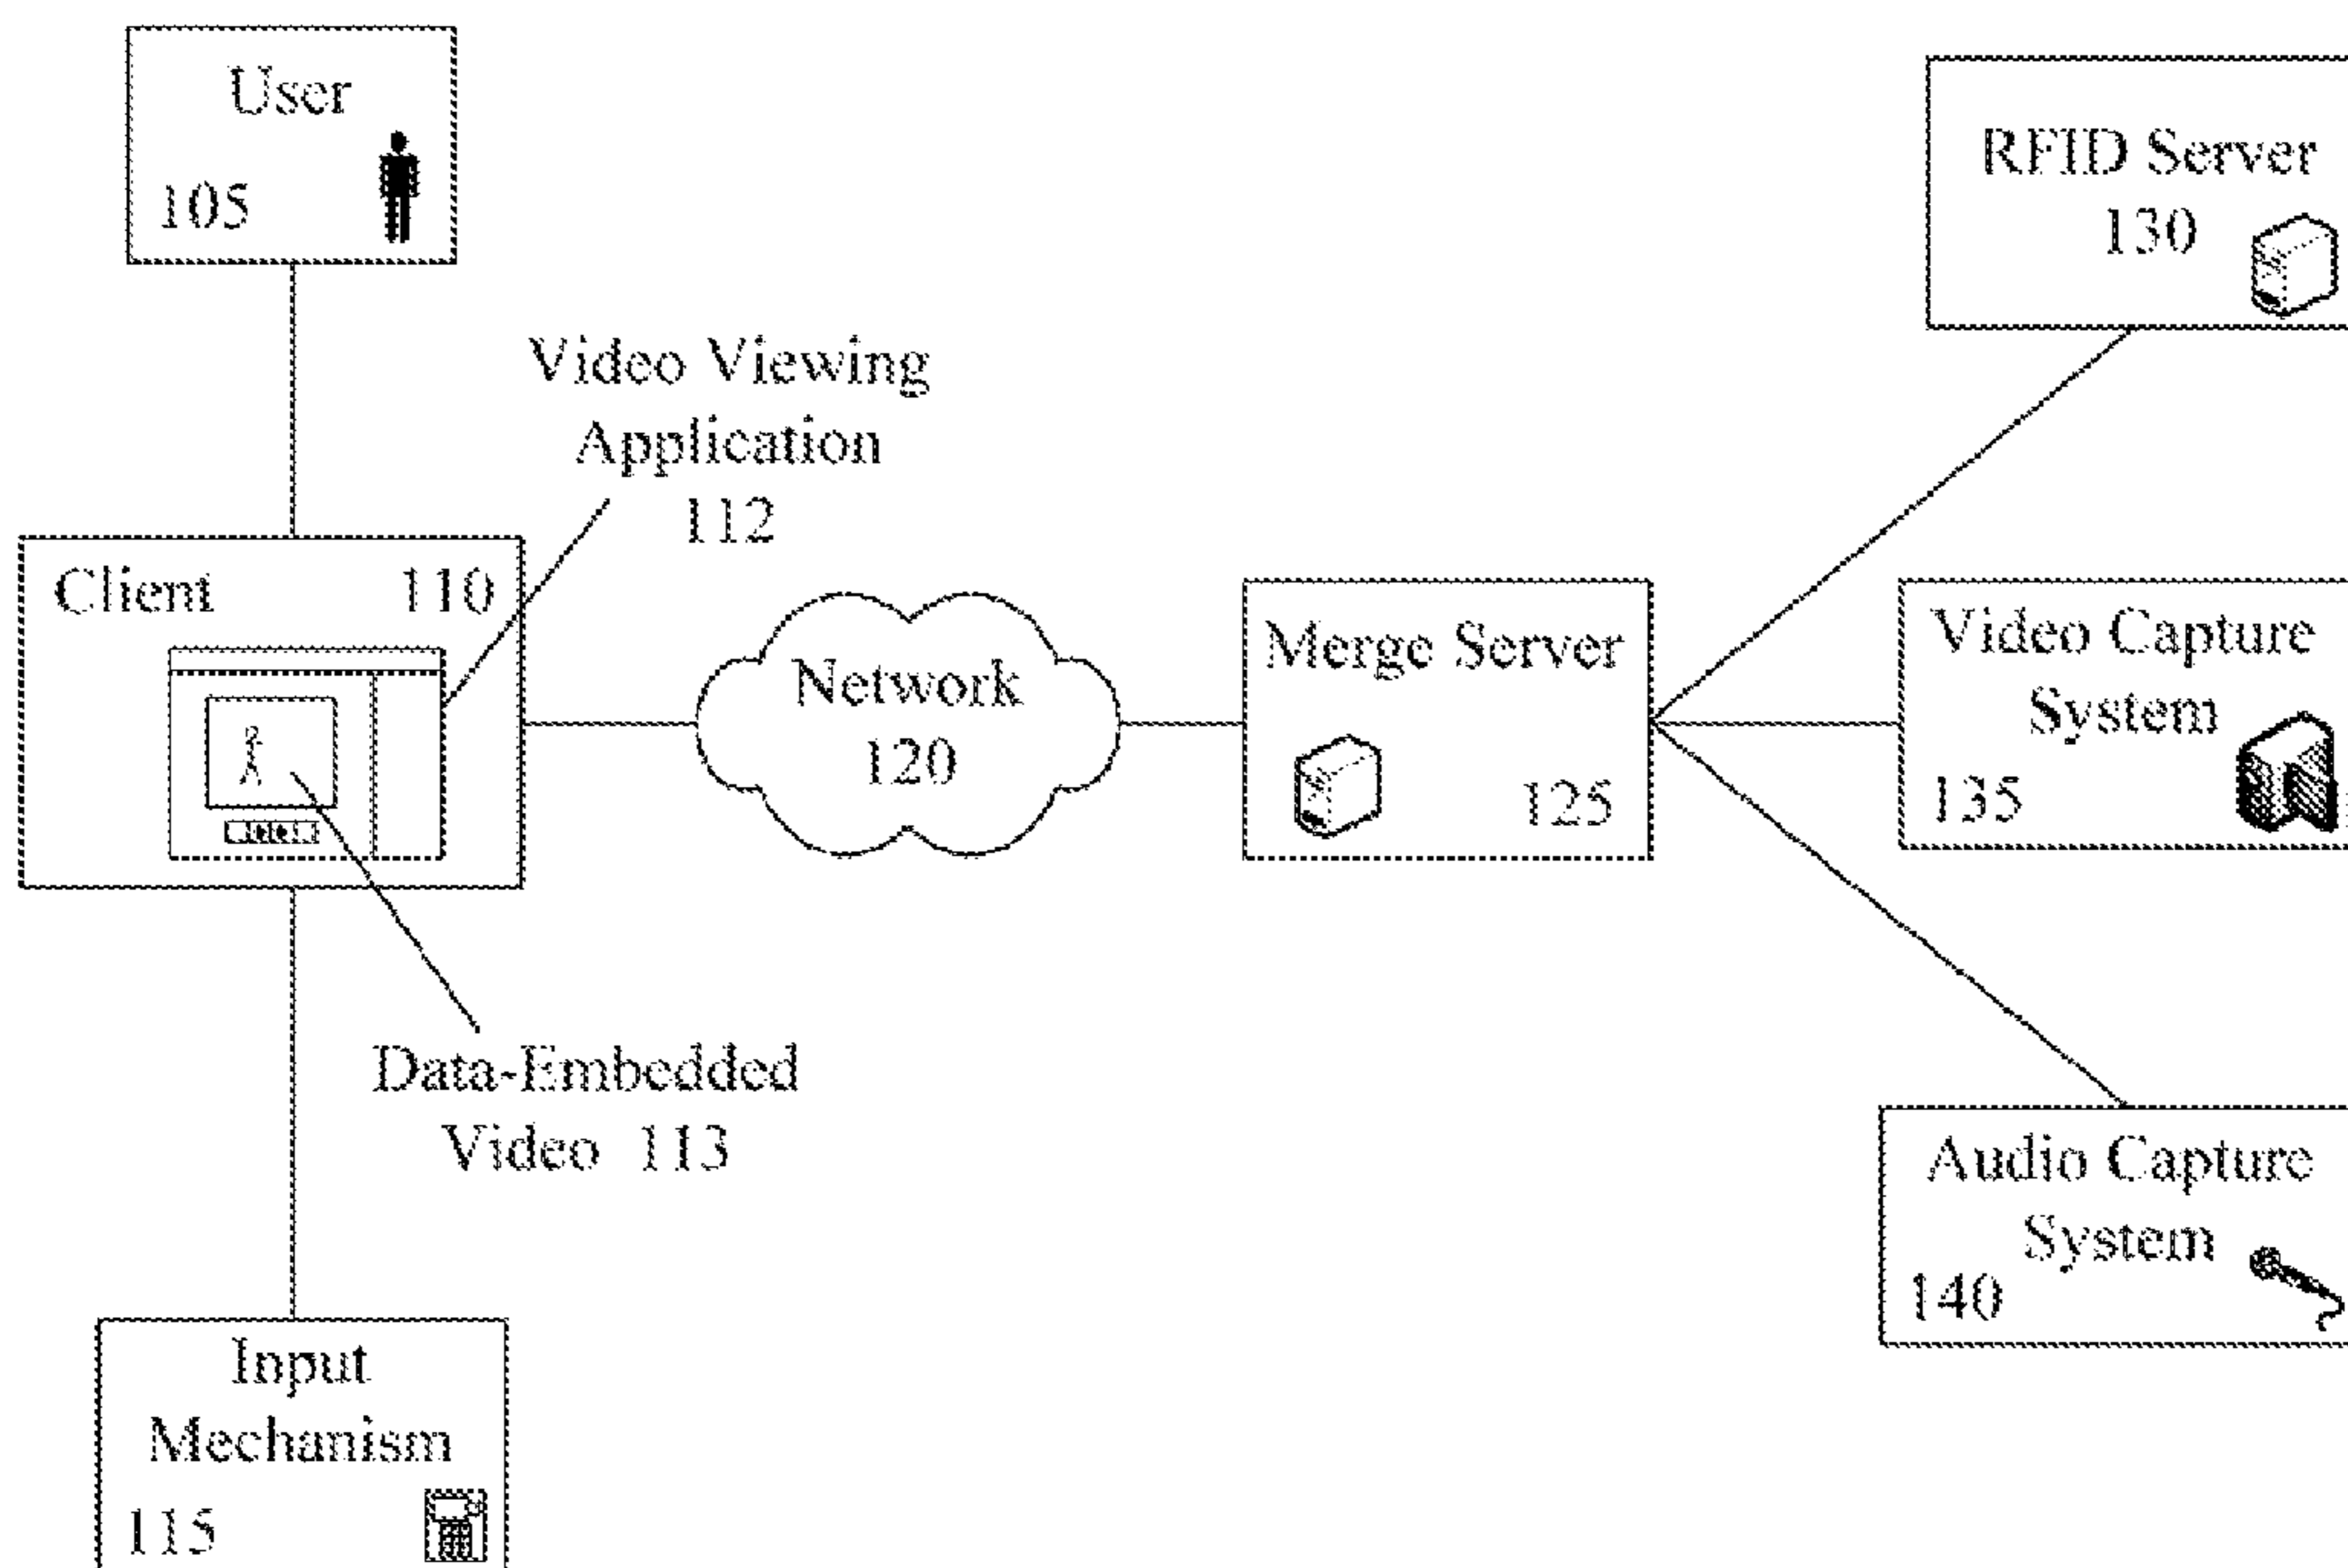 User
105
RFID Server
130
Video Viewing
Application
112
Client 110
Network
120
Merge Server
125
Video Capture
System
135
Data-Embedded
Video 113
Audio Capture
System
140
Input
Mechanism
115